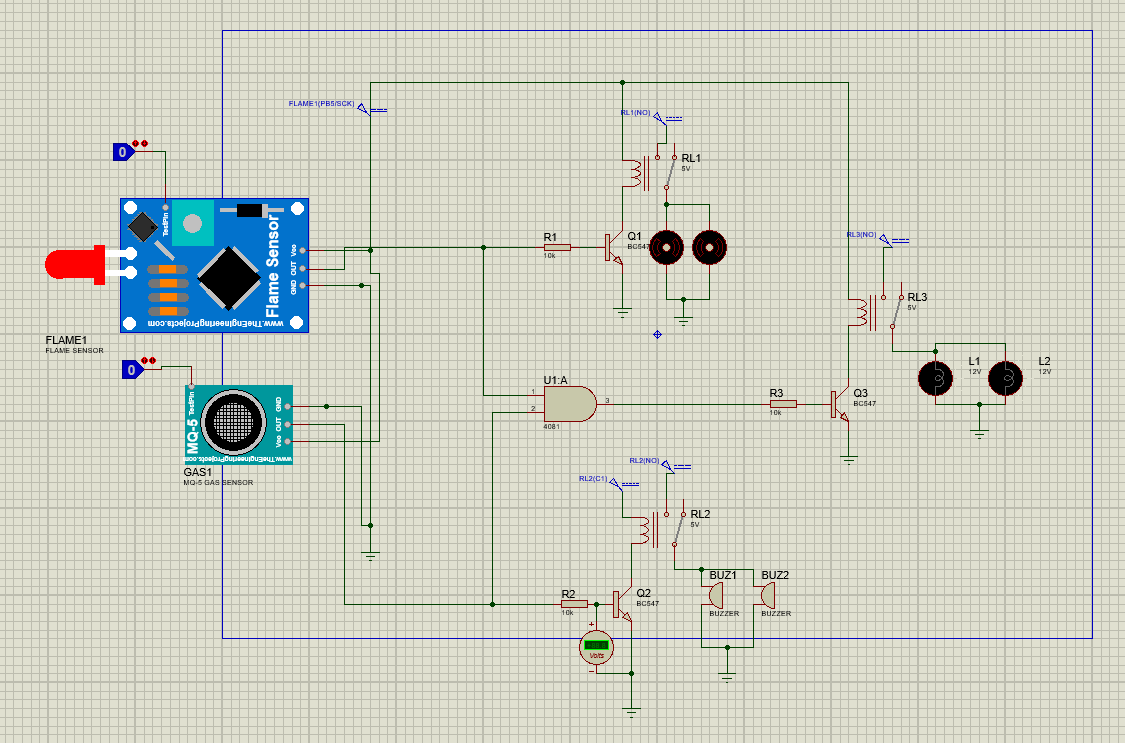 FLAME1(PB5/SCK)
RL1(NO)
0
RL1
5V
TestPin
Flame Sensor
Vcc
OUT
GND
www.TheEngineeringProjects.com
R1
10k
Q1
BC547
RL3(NO)
RL3
5V
FLAME1
FLAME SENSOR
0
TestPin
MQ-5
GND
OUT
Vcc
www.TheEngineeringProjects.com
GAS1
MQ-5 GAS SENSOR
U1:A
1
2
3
4081
R3
10k
Q3
BC547
L1
12V
L2
12V
RL2(NO)
RL2(C1)
RL2
5V
R2
10k
Q2
BC547
BUZ1
BUZZER
BUZ2
BUZZER
+
Volts
-